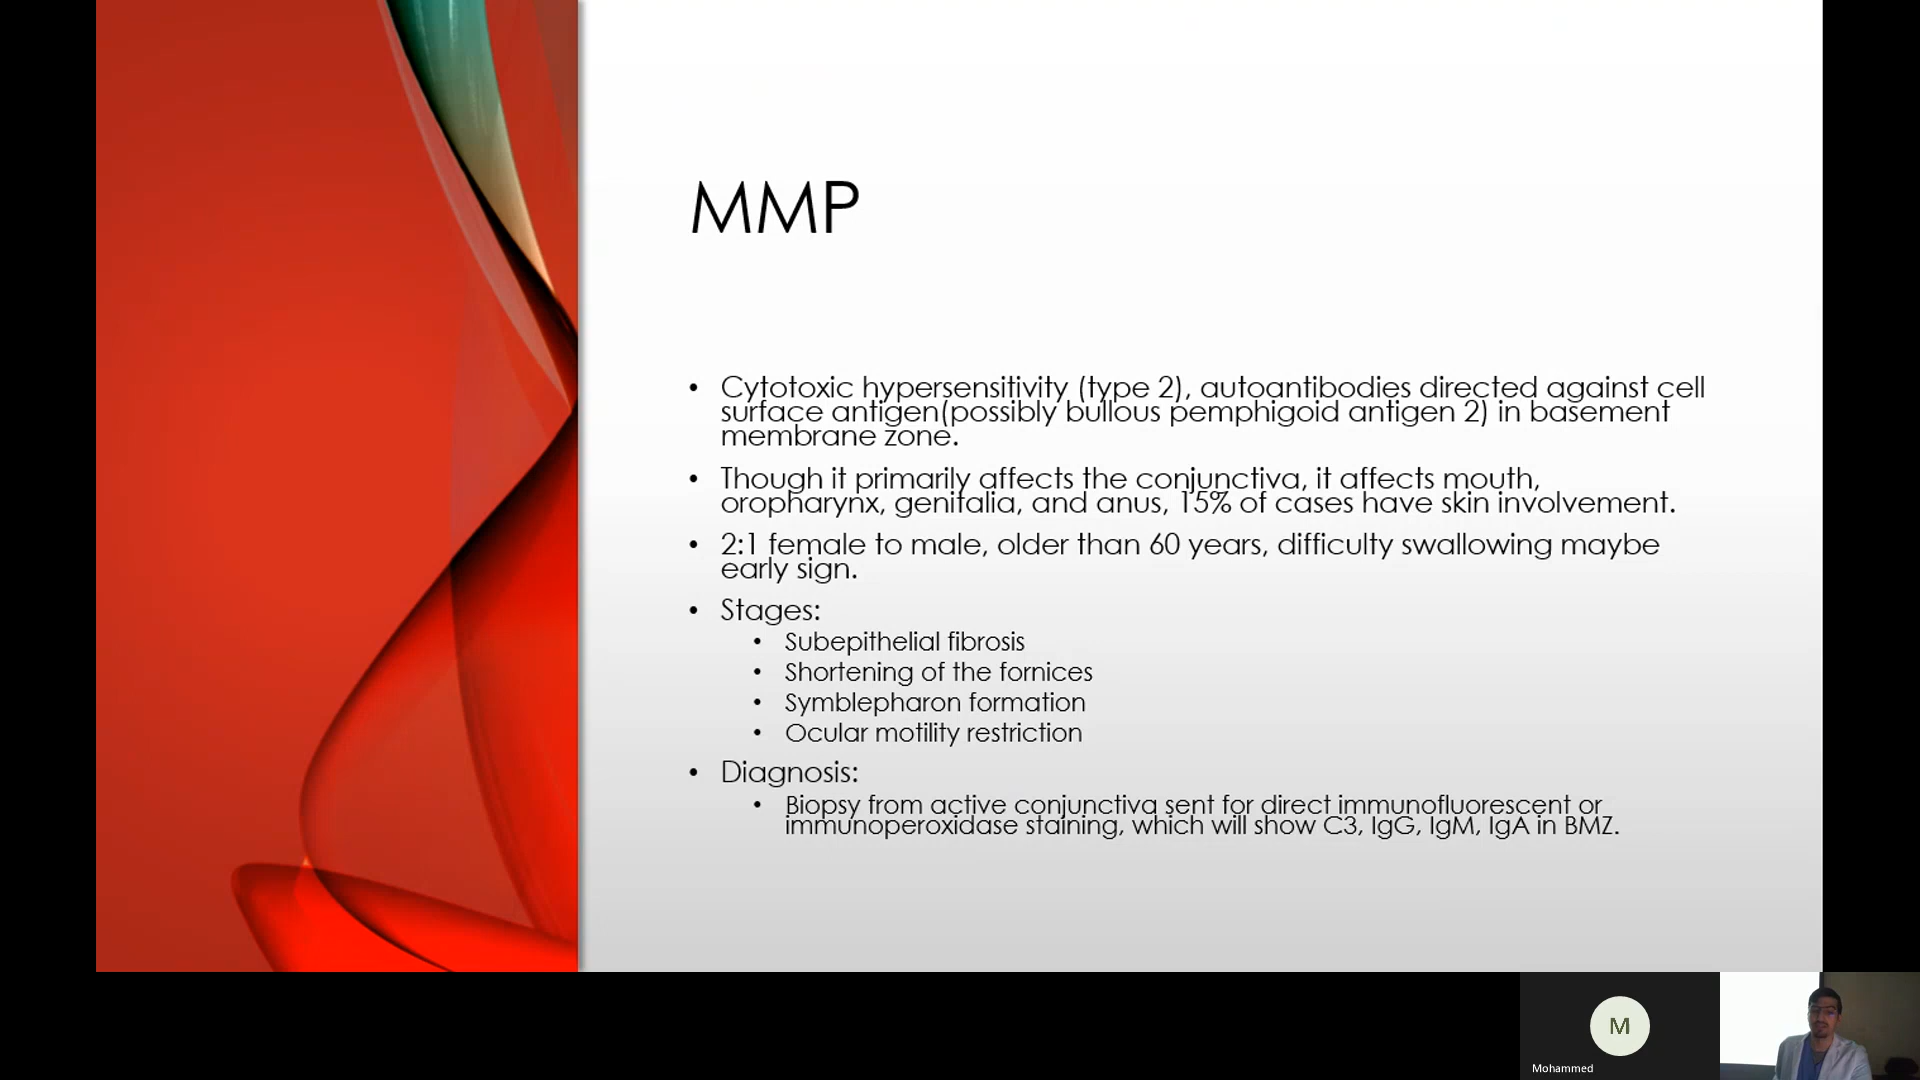 MMP
• Cytotoxic hypersensitivity (type 2), autoantibodies directed against cell
surface antigen(possibly bullous pemphigoid antigen 2) in basement
membrane zone.
• Though it primarily affects the conjunctiva, it affects mouth,
oropharynx, genitalia, and anus, 15% of cases have skin involvement.
• 2:1 female to male, older than 60 years, difficulty swallowing maybe
early sign.
• Stages:
• Subepithelial fibrosis
• Shortening of the fornices
• Symblepharon formation
• Ocular motility restriction
• Diagnosis:
• Biopsy from active conjunctiva sent for direct immunofluorescent or
immunoperoxidase staining, which will show C3, IgG, IgM, IgA in BMZ.
M
Mohammed